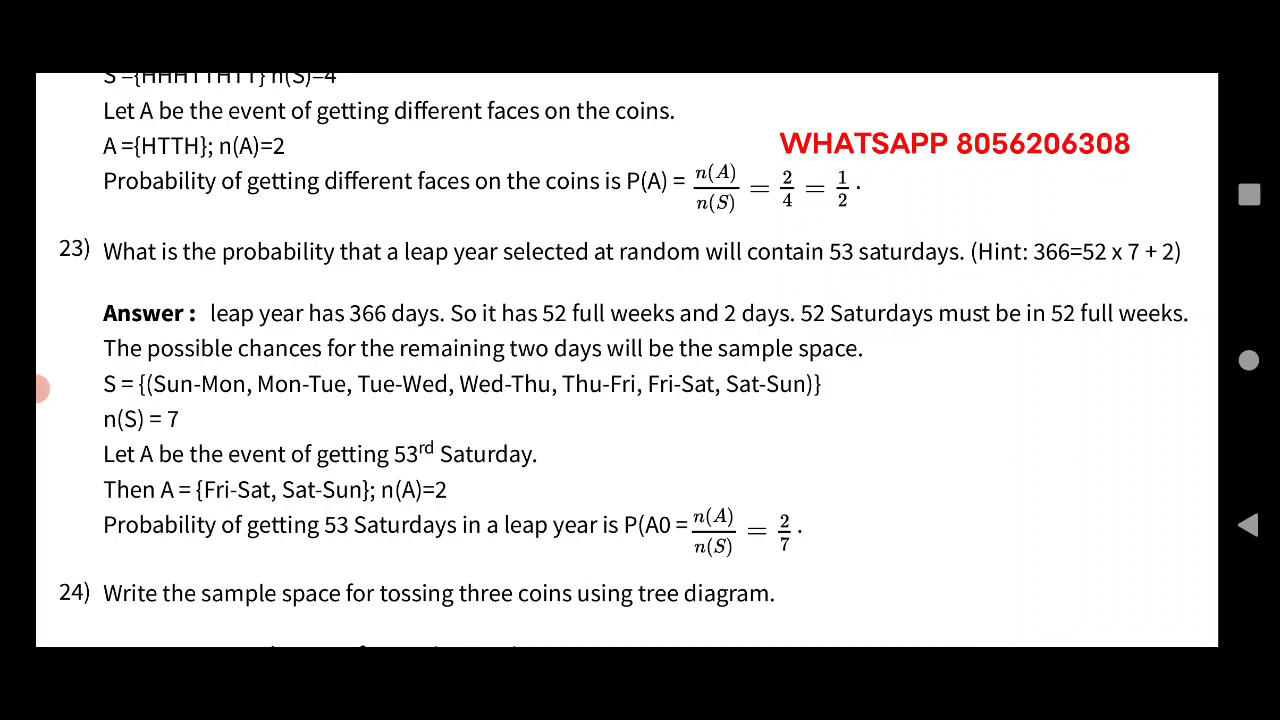 S ={HHHTTHTT} n(S)=4
Let A be the event of getting different faces on the coins.
A ={HTTH}; n(A)=2
WHATSAPP 8056206308
Probability of getting different faces on the coins is P(A) = n(A)/n(S) = 2/4 = 1/2 .
23) What is the probability that a leap year selected at random will contain 53 saturdays. (Hint: 366=52 x 7 + 2)
Answer : leap year has 366 days. So it has 52 full weeks and 2 days. 52 Saturdays must be in 52 full weeks.
The possible chances for the remaining two days will be the sample space.
S = {(Sun-Mon, Mon-Tue, Tue-Wed, Wed-Thu, Thu-Fri, Fri-Sat, Sat-Sun)}
n(S) = 7
Let A be the event of getting 53rd Saturday.
Then A = {Fri-Sat, Sat-Sun}; n(A)=2
Probability of getting 53 Saturdays in a leap year is P(A0 = n(A)/n(S) = 2/7 .
24) Write the sample space for tossing three coins using tree diagram.